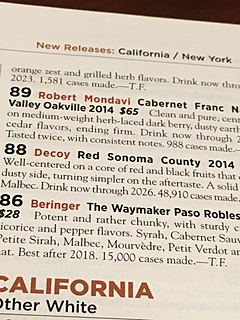 New Releases: California / New York
orange zest and grilled herb flavors. Drink now thro
2023. 1,581 cases made.—T.F.
89 Robert Mondavi Cabernet Franc N
Valley Oakville 2014 $65 Clean and pure, cent
on medium-weight herb-laced dark berry, dusty earth
cedar flavors, ending firm. Drink now through 2
Tasted twice, with consistent notes. 988 cases made.—
88 Decoy Red Sonoma County 2014
Well-centered on a core of red and black fruits that
dusty side, turning simpler on the aftertaste. A solid
Malbec. Drink now through 2026. 48,910 cases made.
86 Beringer The Waymaker Paso Robles
$28 Potent and rather chunky, with sturdy
licorice and pepper flavors. Syrah, Cabernet Sauv
Petite Sirah, Malbec, Mourvèdre, Petit Verdot an
nat. Best after 2018. 15,000 cases made.—T.F.
CALIFORNIA
Other White